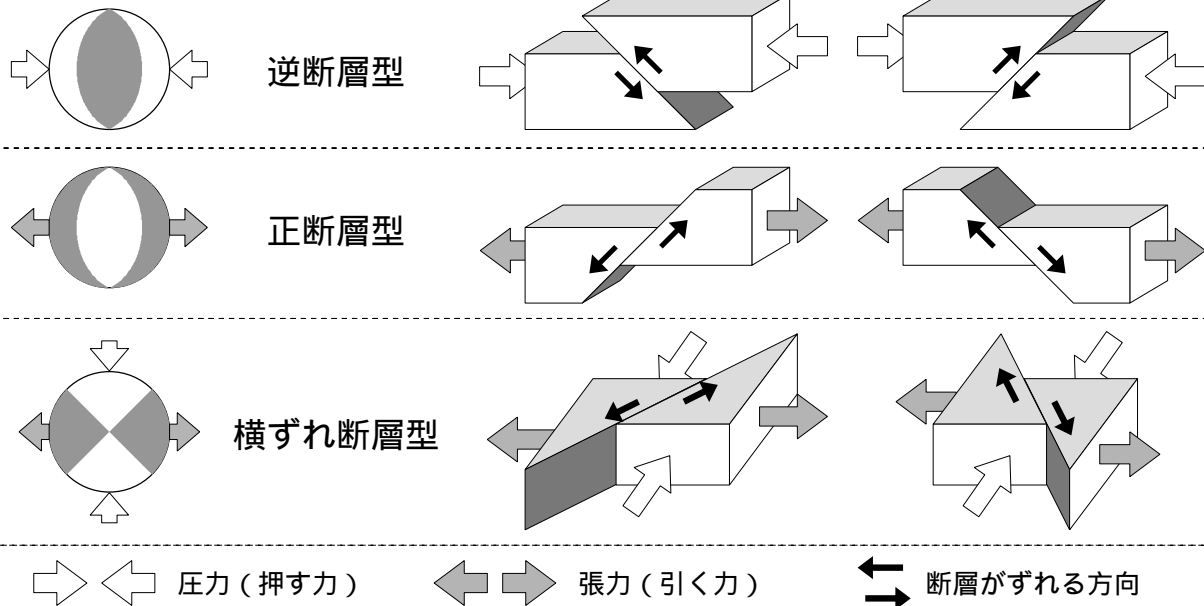 逆断層型
正断層型
横ずれ断層型
圧力（押す力）
張力（引く力）
断層がずれる方向